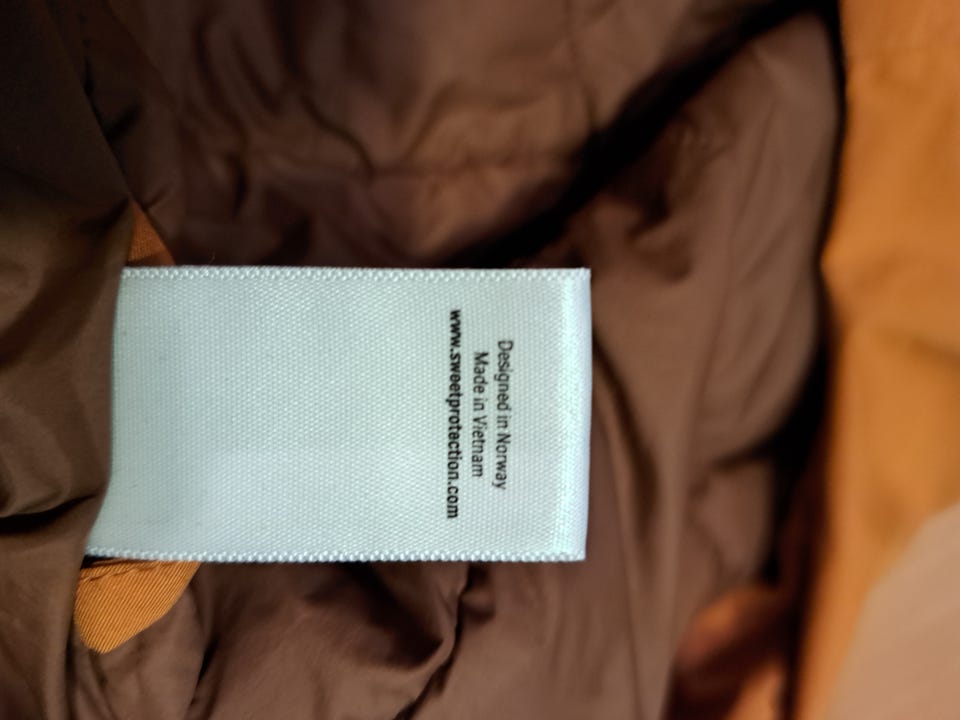 Designed in Norway
Made in Vietnam
www.sweetprotection.com